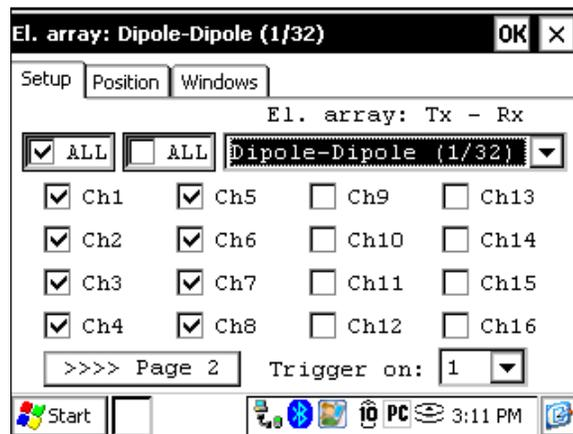 El. array: Dipole-Dipole (1/32) OK ×
Setup Position Windows
El. array: Tx - Rx
ALL ALL Dipole-Dipole (1/32)
Ch1 Ch5 Ch9 Ch13
Ch2 Ch6 Ch10 Ch14
Ch3 Ch7 Ch11 Ch15
Ch4 Ch8 Ch12 Ch16
>>>> Page 2 Trigger on: 1
Start PC 3:11 PM